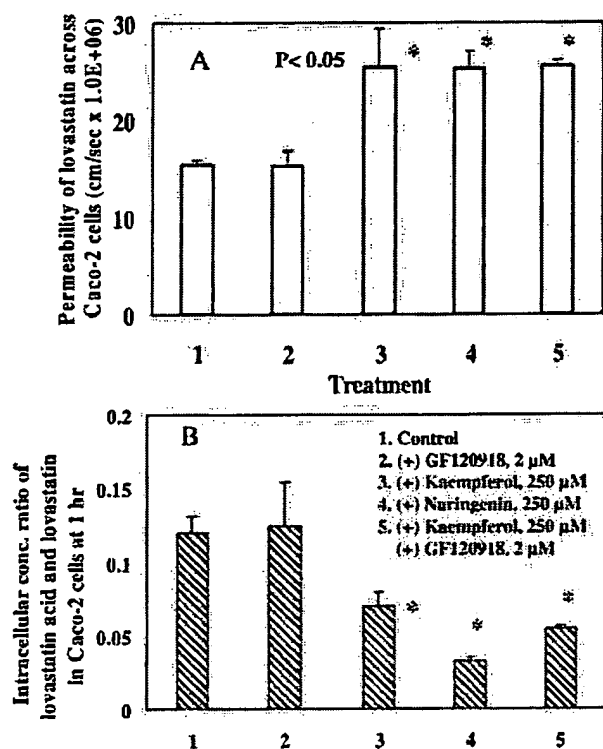 Permeability of lovastatin across
Caco-2 cells (cm/sec x 1.0E+06)
30
20
10
0
A
P< 0.05
*
*
*
1 2 3 4 5
Treatment
Intracellular conc. ratio of
lovastatin acid and lovastatin
In Caco-2 cells at 1 hr
0.2
0.15
0.1
0.05
0
B
1. Control
2. (+) GF120918, 2 µM
3. (+) Kaempferol, 250 µM
4. (+) Naringenin, 250 µM
5. (+) Kaempferol, 250 µM
(+) GF120918, 2 µM
*
*
*
1 2 3 4 5